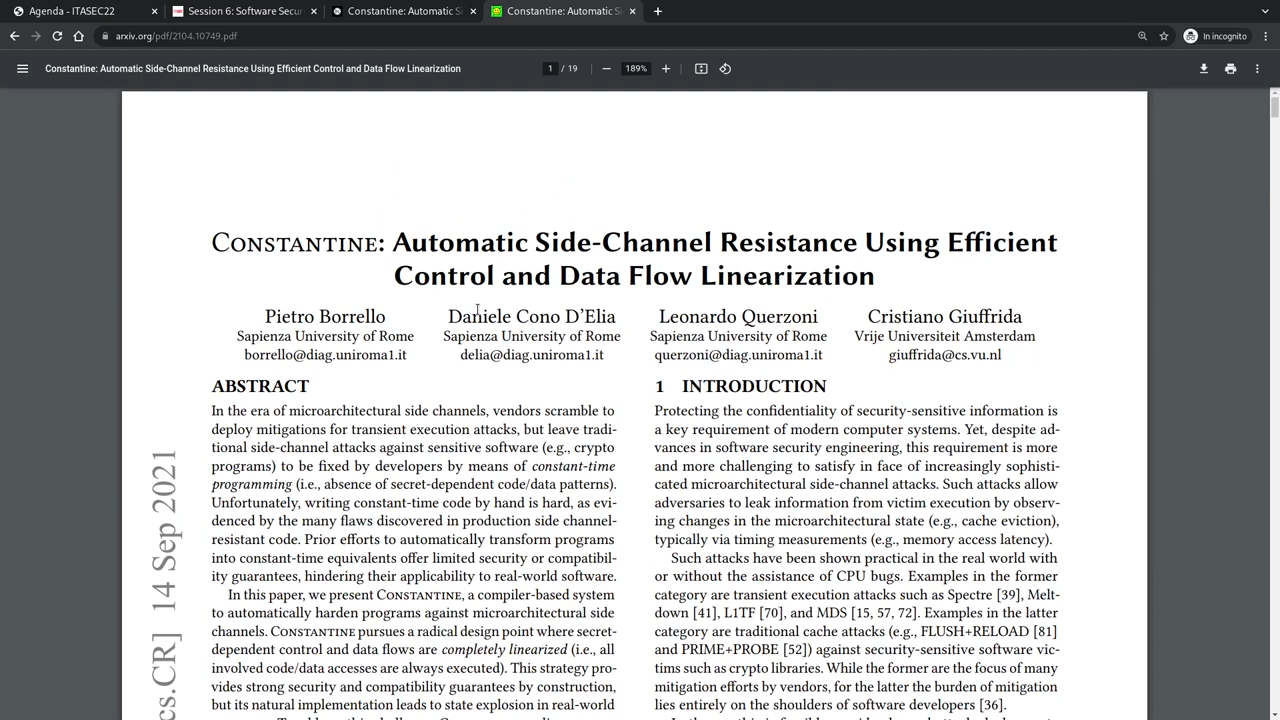 Agenda - ITASEC22
Session 6: Software Secur
Constantine: Automatic Si
Constantine: Automatic Si
arxiv.org/pdf/2104.10749.pdf
In incognito
Constantine: Automatic Side-Channel Resistance Using Efficient Control and Data Flow Linearization
1 / 19
189%
CONSTANTINE: Automatic Side-Channel Resistance Using Efficient
Control and Data Flow Linearization
Pietro Borrello
Sapienza University of Rome
borrello@diag.uniroma1.it
Daniele Cono D'Elia
Sapienza University of Rome
delia@diag.uniroma1.it
Leonardo Querzoni
Sapienza University of Rome
querzoni@diag.uniroma1.it
Cristiano Giuffrida
Vrije Universiteit Amsterdam
giuffrida@cs.vu.nl
ABSTRACT
In the era of microarchitectural side channels, vendors scramble to
deploy mitigations for transient execution attacks, but leave tradi-
tional side-channel attacks against sensitive software (e.g., crypto
programs) to be fixed by developers by means of constant-time
programming (i.e., absence of secret-dependent code/data patterns).
Unfortunately, writing constant-time code by hand is hard, as evi-
denced by the many flaws discovered in production side channel-
resistant code. Prior efforts to automatically transform programs
into constant-time equivalents offer limited security or compatibil-
ity guarantees, hindering their applicability to real-world software.
In this paper, we present CONSTANTINE, a compiler-based system
to automatically harden programs against microarchitectural side
channels. CONSTANTINE pursues a radical design point where secret-
dependent control and data flows are completely linearized (i.e., all
involved code/data accesses are always executed). This strategy pro-
vides strong security and compatibility guarantees by construction,
but its natural implementation leads to state explosion in real-world
1 INTRODUCTION
Protecting the confidentiality of security-sensitive information is
a key requirement of modern computer systems. Yet, despite ad-
vances in software security engineering, this requirement is more
and more challenging to satisfy in face of increasingly sophisti-
cated microarchitectural side-channel attacks. Such attacks allow
adversaries to leak information from victim execution by observ-
ing changes in the microarchitectural state (e.g., cache eviction),
typically via timing measurements (e.g., memory access latency).
Such attacks have been shown practical in the real world with
or without the assistance of CPU bugs. Examples in the former
category are transient execution attacks such as Spectre [39], Melt-
down [41], L1TF [70], and MDS [15, 57, 72]. Examples in the latter
category are traditional cache attacks (e.g., FLUSH+RELOAD [81]
and PRIME+PROBE [52]) against security-sensitive software vic-
tims such as crypto libraries. While the former are the focus of many
mitigation efforts by vendors, for the latter the burden of mitigation
lies entirely on the shoulders of software developers [36].
cs.CR] 14 Sep 2021